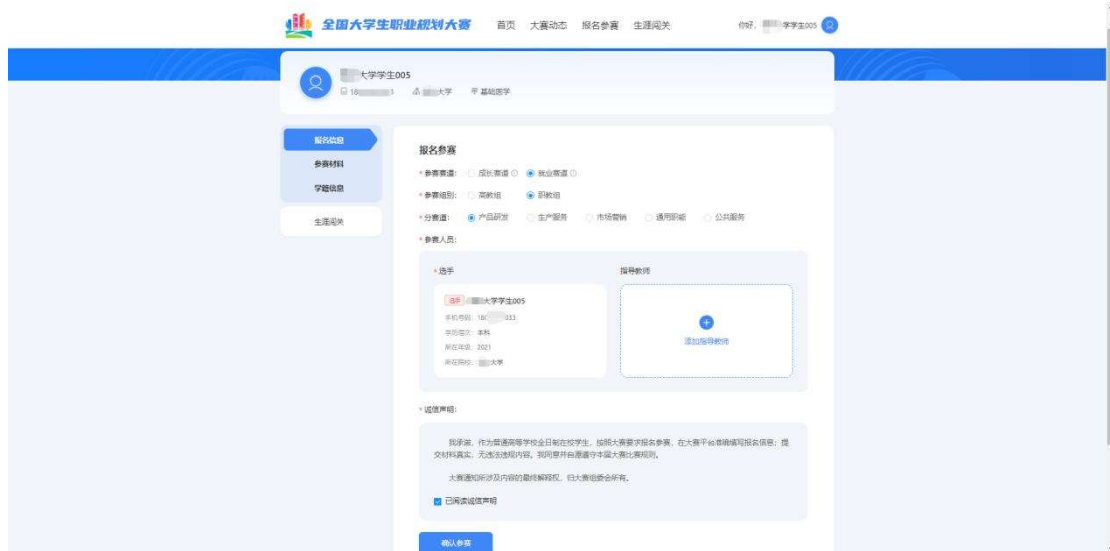 全国大学生职业规划大赛 首页 大赛动态 报名参赛 生涯闯关 你好, 学学生005
大学学生005
18 3 大学 基础医学
报名信息
参赛材料
学籍信息
生涯闯关
报名参赛
* 参赛赛道: 成长赛道 就业赛道
* 参赛组别: 高教组 职教组
* 分赛道: 产品研发 生产服务 市场营销 通用职能 公共服务
* 参赛人员:
* 选手 指导教师
选手 大学学生005
手机号码: 18 033
学历层次: 本科
所在年级: 2021
所在院校: 大学
添加指导教师
* 诚信声明:
我承诺,作为普通高等学校全日制在校学生,按照大赛要求报名参赛,在大赛平台准确填写报名信息;提
交材料真实、无违法违规内容。我同意并自愿遵守本届大赛比赛规则。
大赛通知所涉及内容的最终解释权,归大赛组委会所有。
已阅读诚信声明
确认参赛